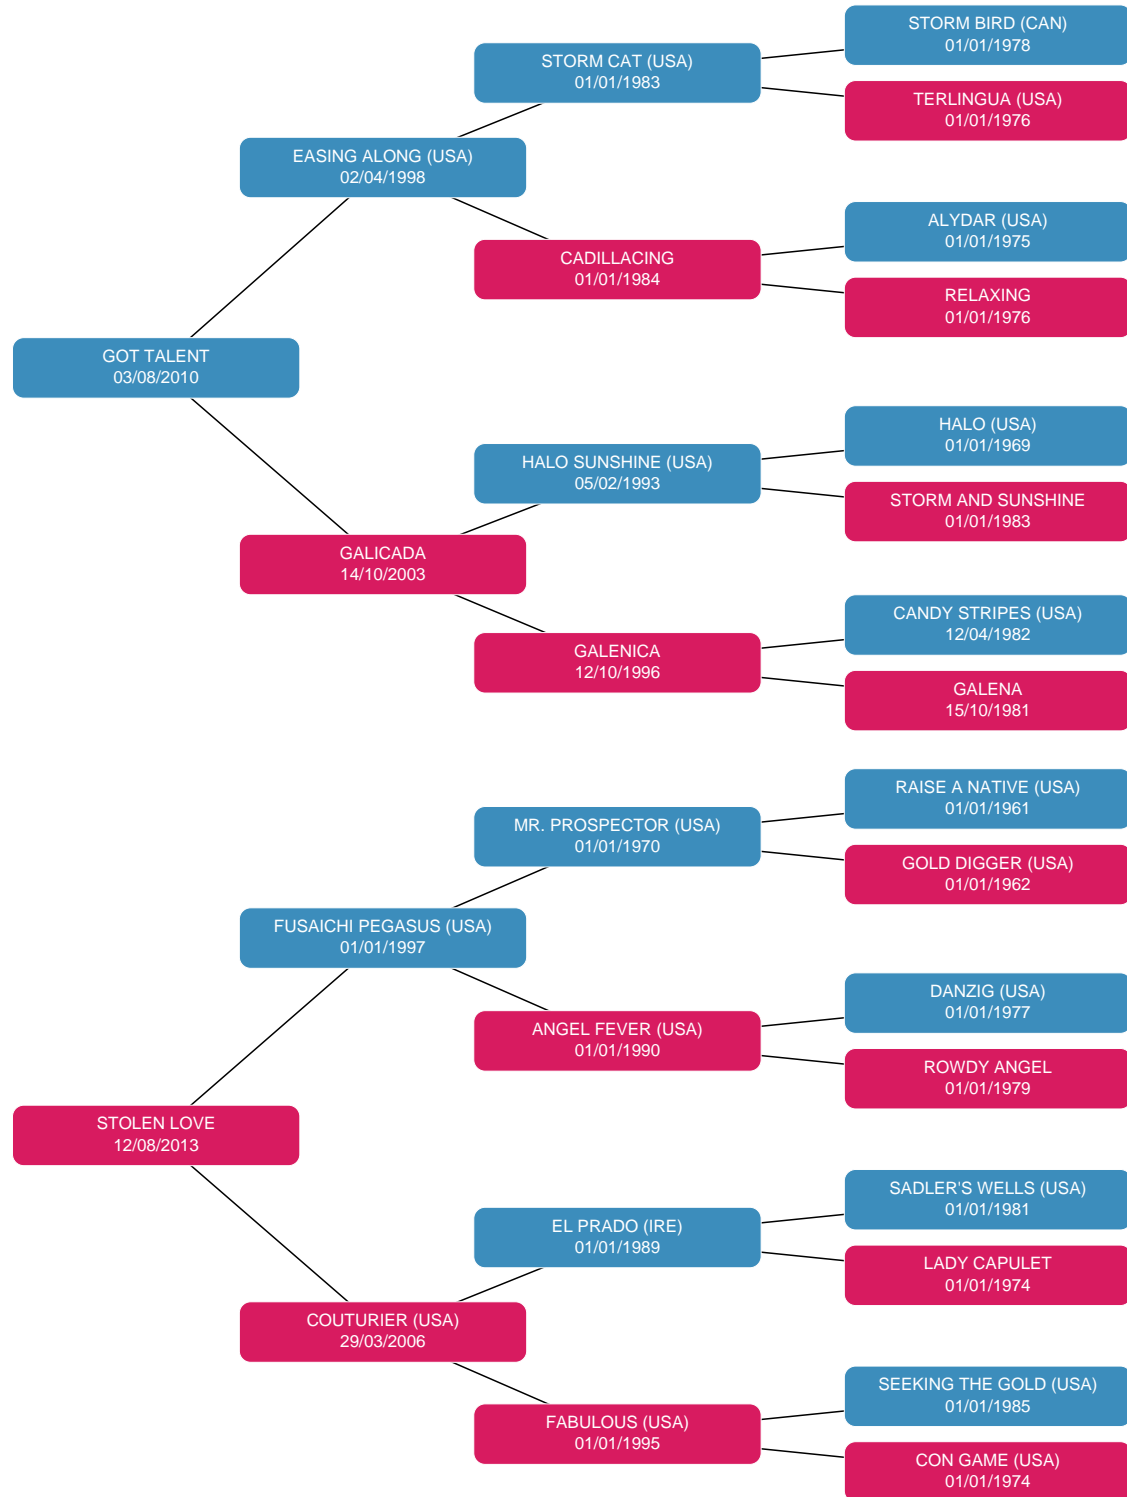 STORM BIRD (CAN)
01/01/1978
STORM CAT (USA)
01/01/1983
TERLINGUA (USA)
01/01/1976
EASING ALONG (USA)
02/04/1998
ALYDAR (USA)
01/01/1975
CADILLACING
01/01/1984
RELAXING
01/01/1976
GOT TALENT
03/08/2010
HALO (USA)
01/01/1969
HALO SUNSHINE (USA)
05/02/1993
STORM AND SUNSHINE
01/01/1983
GALICADA
14/10/2003
CANDY STRIPES (USA)
12/04/1982
GALENICA
12/10/1996
GALENA
15/10/1981
RAISE A NATIVE (USA)
01/01/1961
MR. PROSPECTOR (USA)
01/01/1970
GOLD DIGGER (USA)
01/01/1962
FUSAICHI PEGASUS (USA)
01/01/1997
DANZIG (USA)
01/01/1977
ANGEL FEVER (USA)
01/01/1990
ROWDY ANGEL
01/01/1979
STOLEN LOVE
12/08/2013
SADLER'S WELLS (USA)
01/01/1981
EL PRADO (IRE)
01/01/1989
LADY CAPULET
01/01/1974
COUTURIER (USA)
29/03/2006
SEEKING THE GOLD (USA)
01/01/1985
FABULOUS (USA)
01/01/1995
CON GAME (USA)
01/01/1974